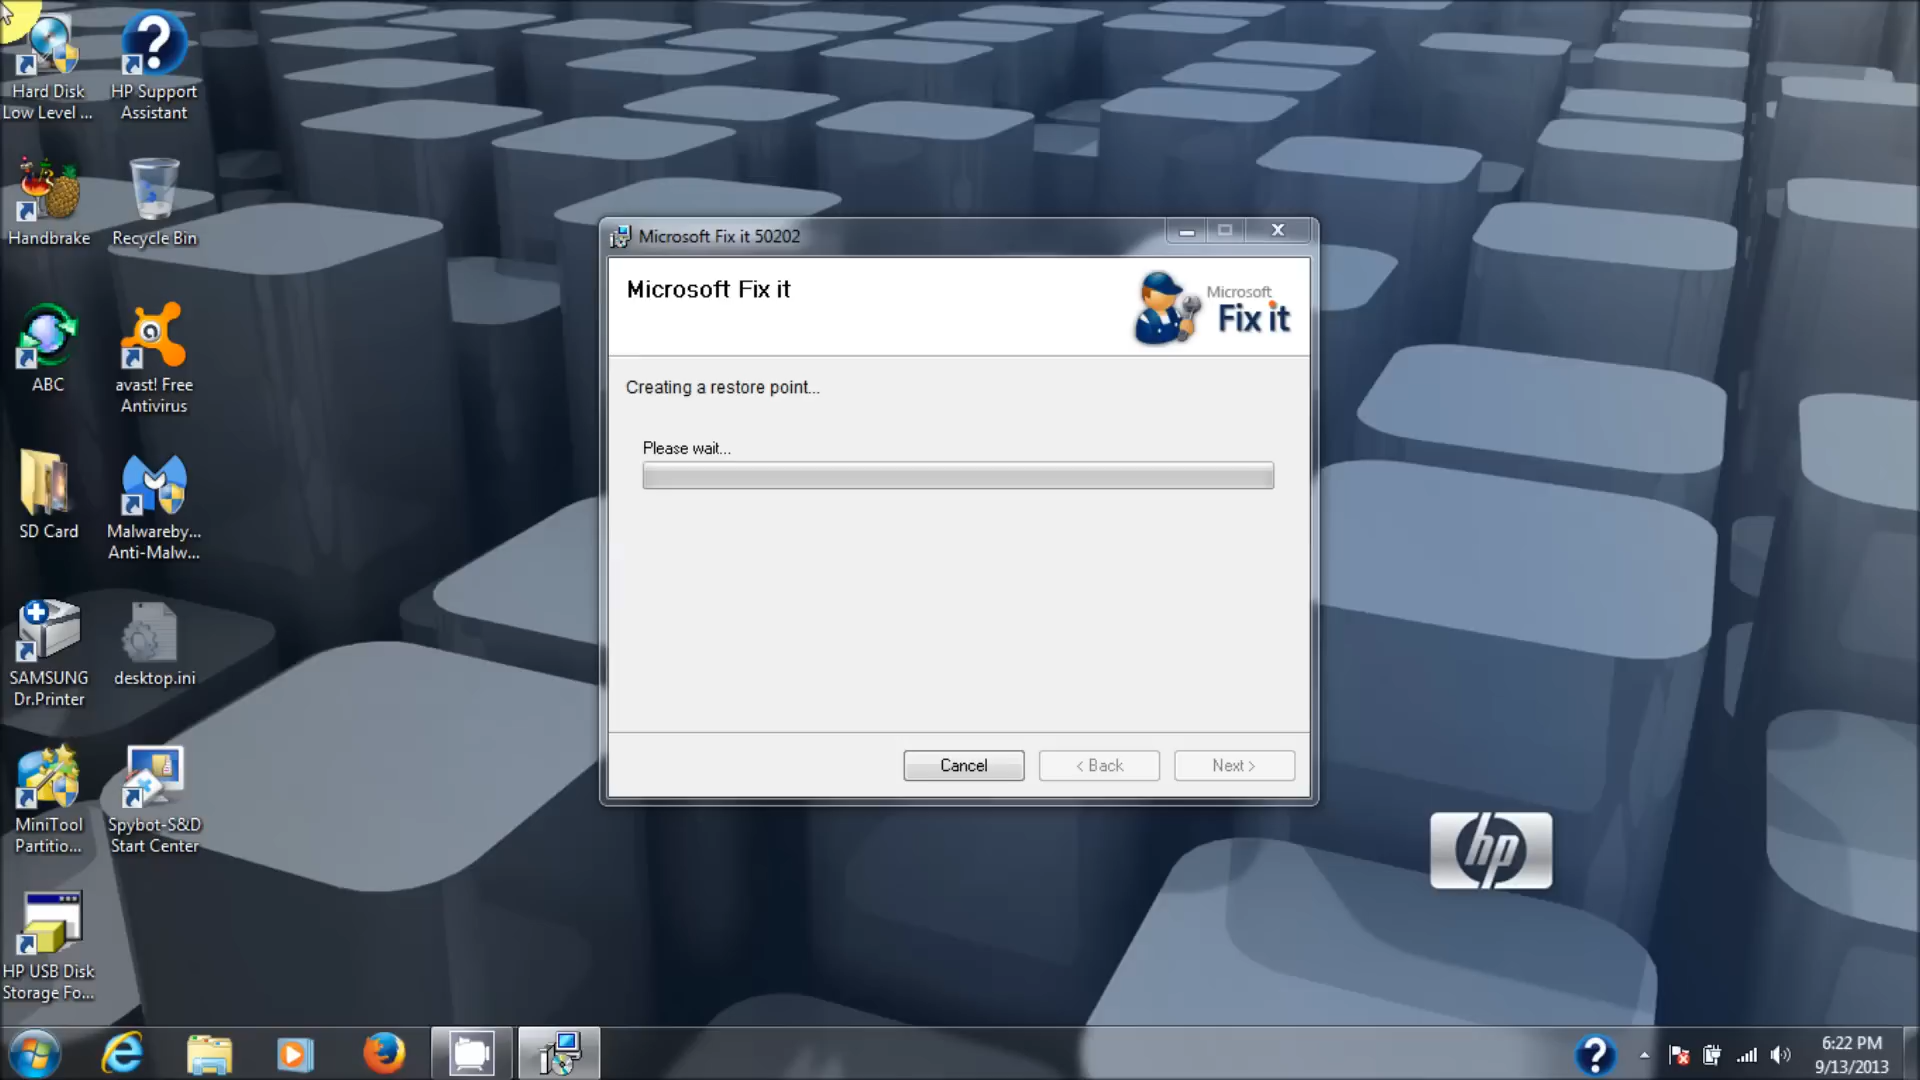 Hard Disk
Low Level ...
HP Support
Assistant
Handbrake
Recycle Bin
ABC
avast! Free
Antivirus
SD Card
Malwareby...
Anti-Malw...
SAMSUNG
Dr.Printer
desktop.ini
MiniTool
Partitio...
Spybot-S&D
Start Center
HP USB Disk
Storage Fo...
Microsoft Fix it 50202
Microsoft Fix it
Microsoft
Fix it
Creating a restore point...
Please wait...
Cancel
< Back
Next >
hp
6:22 PM
9/13/2013